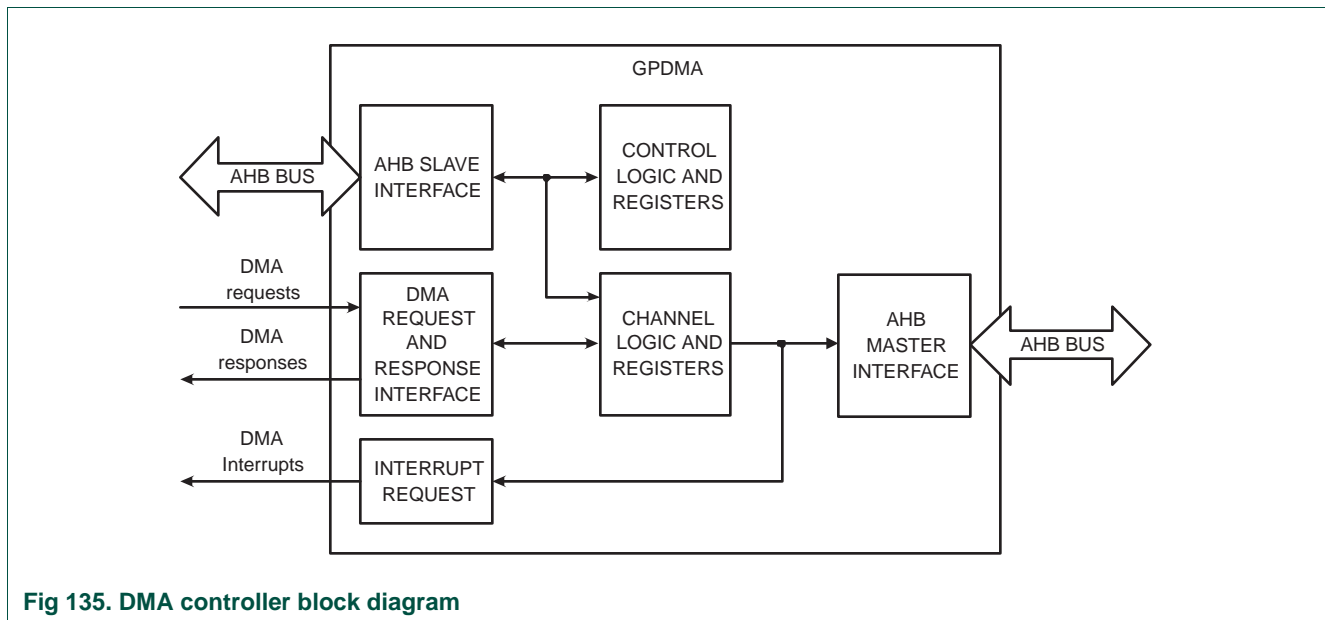 GPDMA
AHB BUS
AHB SLAVE
INTERFACE
CONTROL
LOGIC AND
REGISTERS
DMA
requests
DMA
responses
DMA
REQUEST
AND
RESPONSE
INTERFACE
CHANNEL
LOGIC AND
REGISTERS
AHB
MASTER
INTERFACE
AHB BUS
DMA
Interrupts
INTERRUPT
REQUEST
Fig 135. DMA controller block diagram